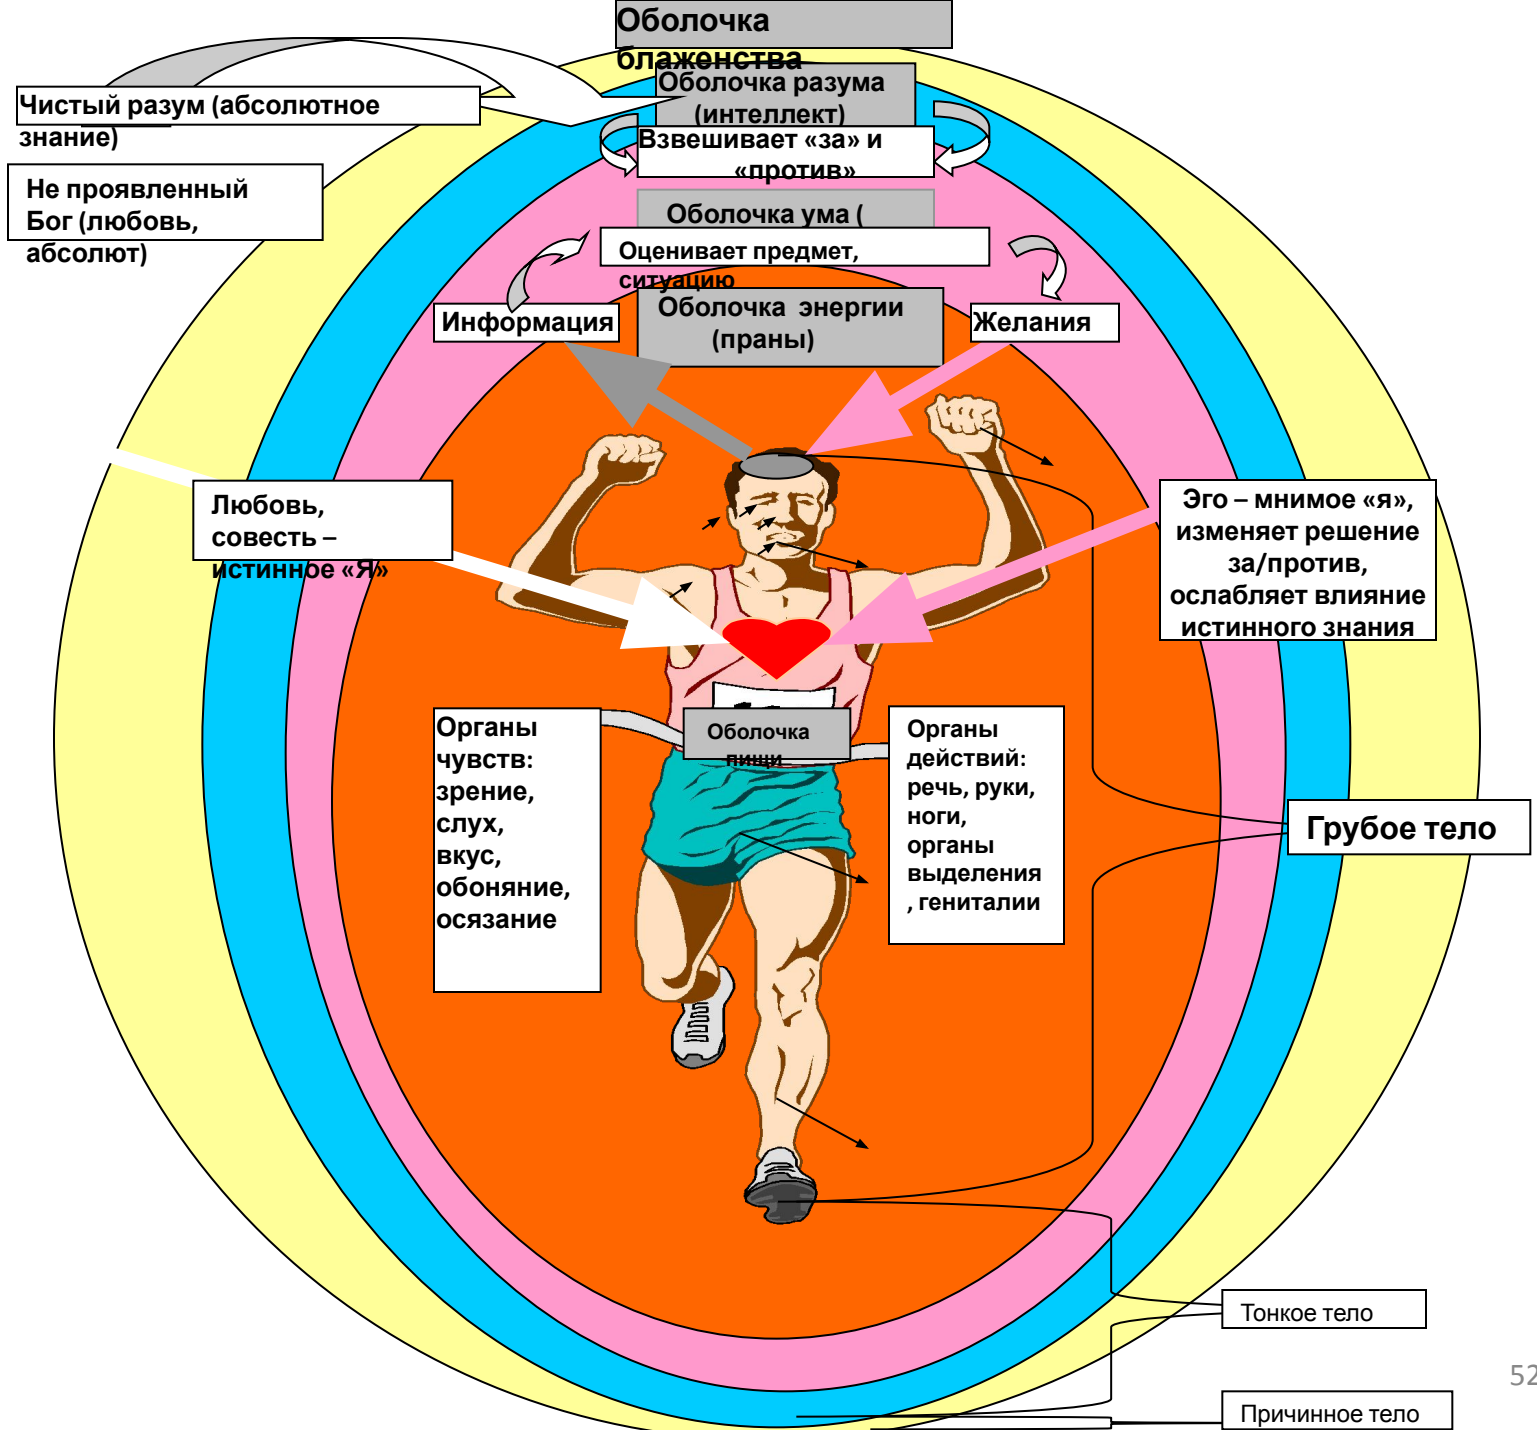 Оболочка
блаженства
Оболочка разума
(интеллект)
Чистый разум (абсолютное
знание)
Взвешивает «за» и
«против»
Не проявленный
Бог (любовь,
абсолют)
Оболочка ума (
Оценивает предмет,
ситуацию
Информация
Оболочка энергии
(праны)
Желания
Любовь,
совесть –
истинное «Я»
Эго – мнимое «я»,
изменяет решение
за/против,
ослабляет влияние
истинного знания
Органы
чувств:
зрение,
слух,
вкус,
обоняние,
осязание
Оболочка
пищи
Органы
действий:
речь, руки,
ноги,
органы
выделения
, гениталии
Грубое тело
Тонкое тело
52
Причинное тело